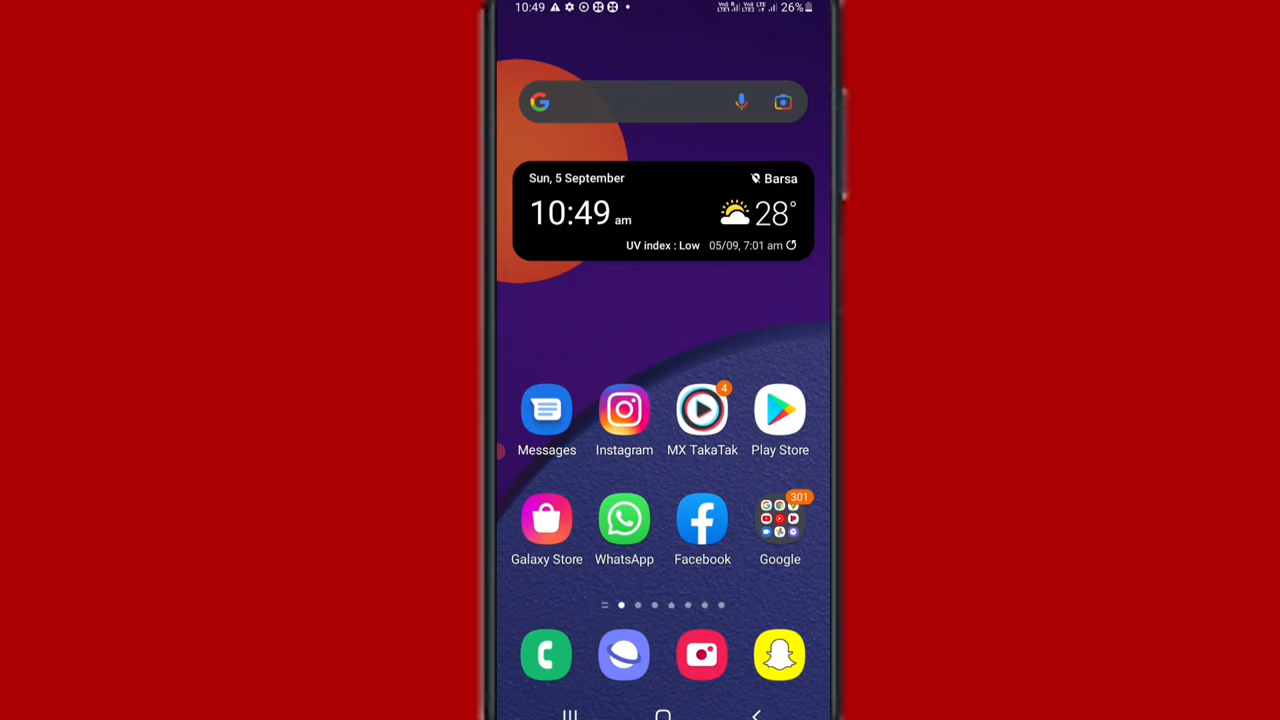 10:49 26%
Sun, 5 September Barsa
10:49 am 28°
UV index : Low 05/09, 7:01 am
4
Messages Instagram MX TakaTak Play Store
301
Galaxy Store WhatsApp Facebook Google